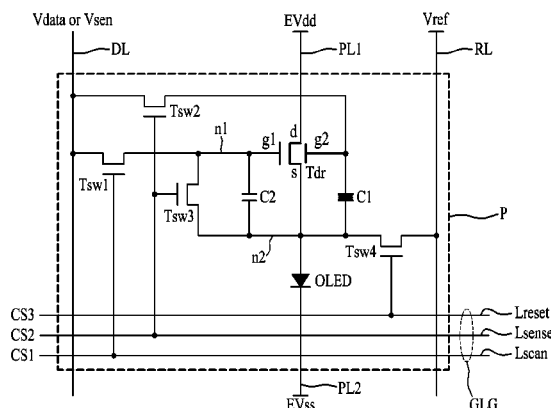 Vdata or Vsen
EVdd
Vref
DL
PL1
RL
Tsw2
n1
g1
d
g2
s
Tdr
Tsw1
Tsw3
C2
C1
P
n2
Tsw4
OLED
CS3
Lreset
CS2
Lsense
CS1
Lscan
PL2
EVss
GLG